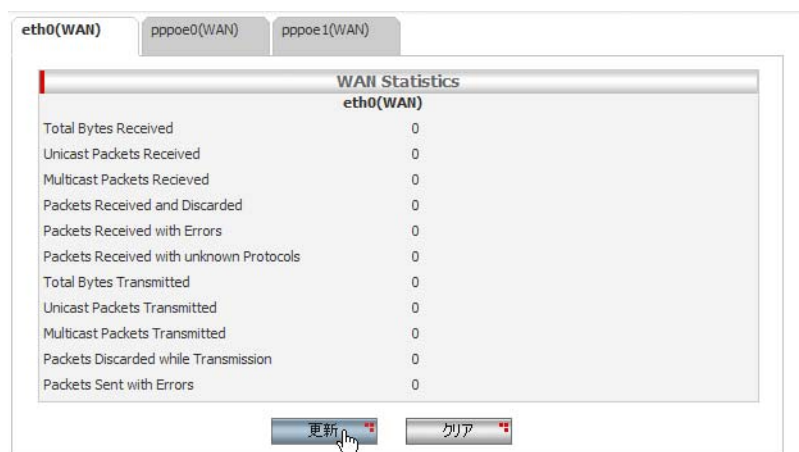 eth0(WAN) pppoe0(WAN) pppoe1(WAN)
WAN Statistics
eth0(WAN)
Total Bytes Received 0
Unicast Packets Received 0
Multicast Packets Recieved 0
Packets Received and Discarded 0
Packets Received with Errors 0
Packets Received with unknown Protocols 0
Total Bytes Transmitted 0
Unicast Packets Transmitted 0
Multicast Packets Transmitted 0
Packets Discarded while Transmission 0
Packets Sent with Errors 0
更新 クリア